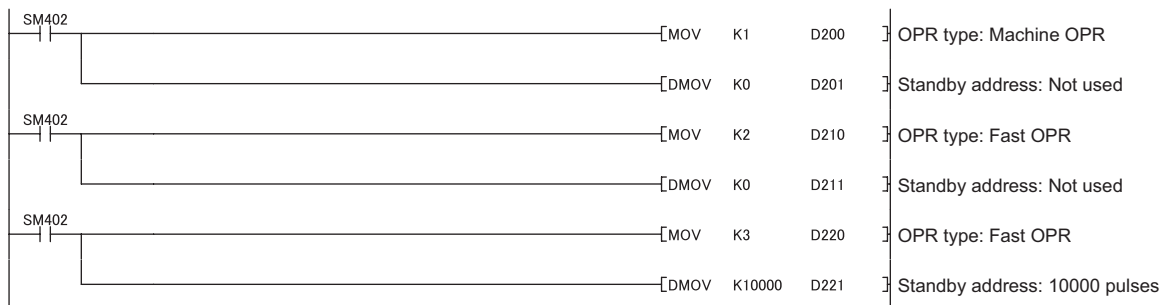 SM402
MOV K1 D200 OPR type: Machine OPR
DMOV K0 D201 Standby address: Not used
SM402
MOV K2 D210 OPR type: Fast OPR
DMOV K0 D211 Standby address: Not used
SM402
MOV K3 D220 OPR type: Fast OPR
DMOV K10000 D221 Standby address: 10000 pulses